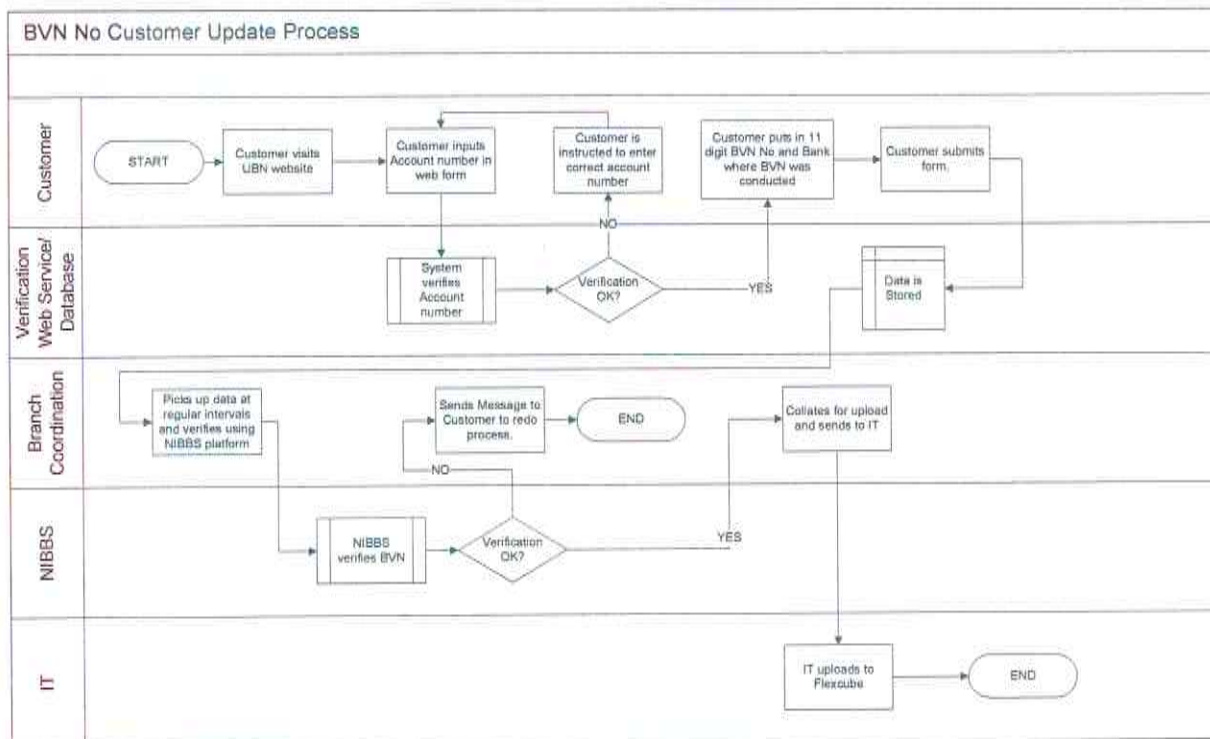 BVN No Customer Update Process
Customer
START
Customer visits
UBN website
Customer inputs
Account number in
web form
Customer is
instructed to enter
correct account
number
Customer puts in 11
digit BVN No and Bank
where BVN was
conducted
Customer submits
form.
NO
Verification
Web Service/
Database
System
verifies
Account
number
Verification
OK?
YES
Data is
Stored
Branch
Coordination
Picks up data at
regular intervals
and verifies using
NIBBS platform
Sends Message to
Customer to redo
process.
END
Collates for upload
and sends to IT
NO
NIBBS
NIBBS
verifies BVN
Verification
OK?
YES
IT
IT uploads to
Flexcube
END